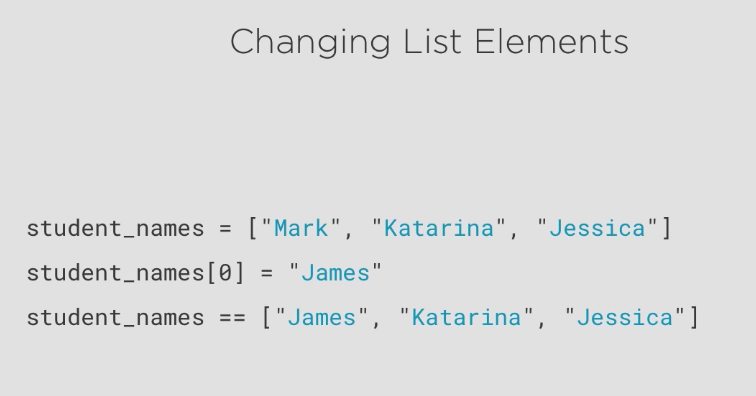 Changing List Elements
student_names = ["Mark", "Katarina", "Jessica"]
student_names[0] = "James"
student_names == ["James", "Katarina", "Jessica"]